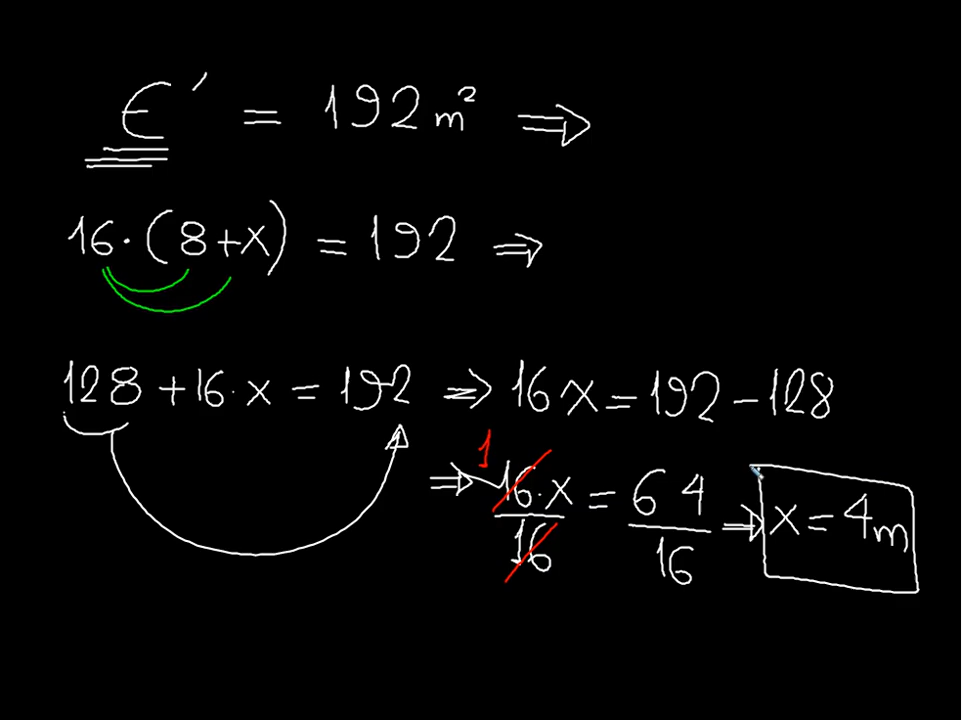 Ε' = 192 m² ⇒
16·(8+x) = 192 ⇒
128 + 16·x = 192 ⇒ 16x = 192 - 128
⇒ 1 16·x/16 = 64/16 ⇒ x = 4m